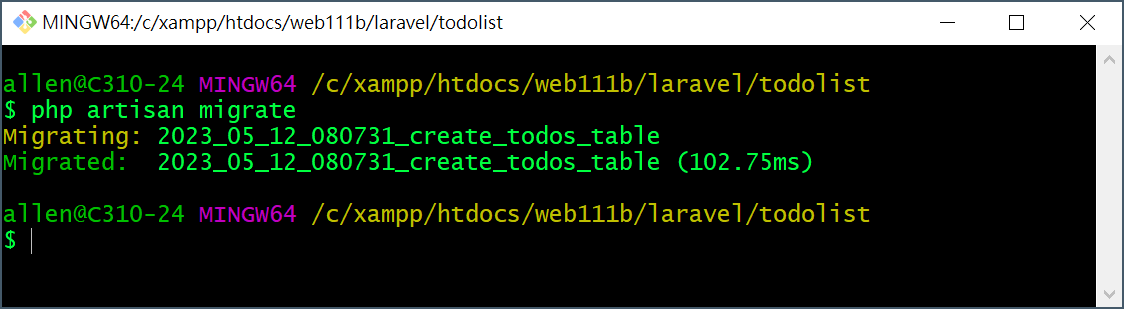 MINGW64:/c/xampp/htdocs/web111b/laravel/todolist
allen@C310-24 MINGW64 /c/xampp/htdocs/web111b/laravel/todolist
$ php artisan migrate
Migrating: 2023_05_12_080731_create_todos_table
Migrated:  2023_05_12_080731_create_todos_table (102.75ms)
allen@C310-24 MINGW64 /c/xampp/htdocs/web111b/laravel/todolist
$